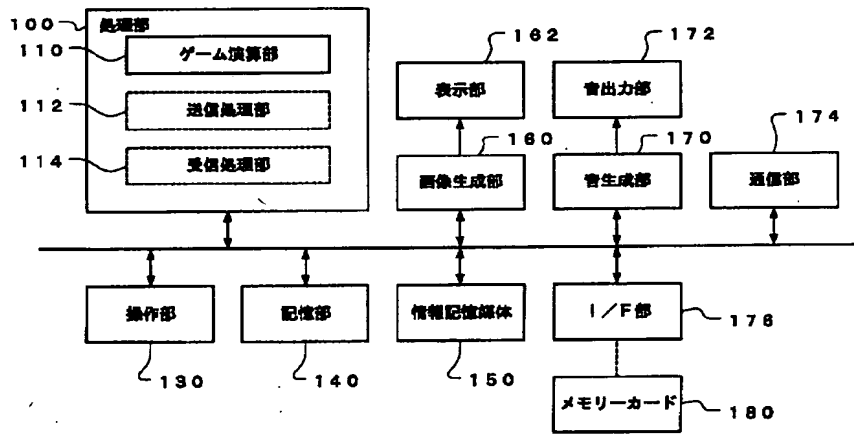 100
処理部
110
ゲーム演算部
112
送信処理部
114
受信処理部
162
表示部
172
音出力部
160
画像生成部
170
音生成部
174
通信部
操作部
130
記憶部
140
情報記憶媒体
150
I/F部
176
メモリーカード
180